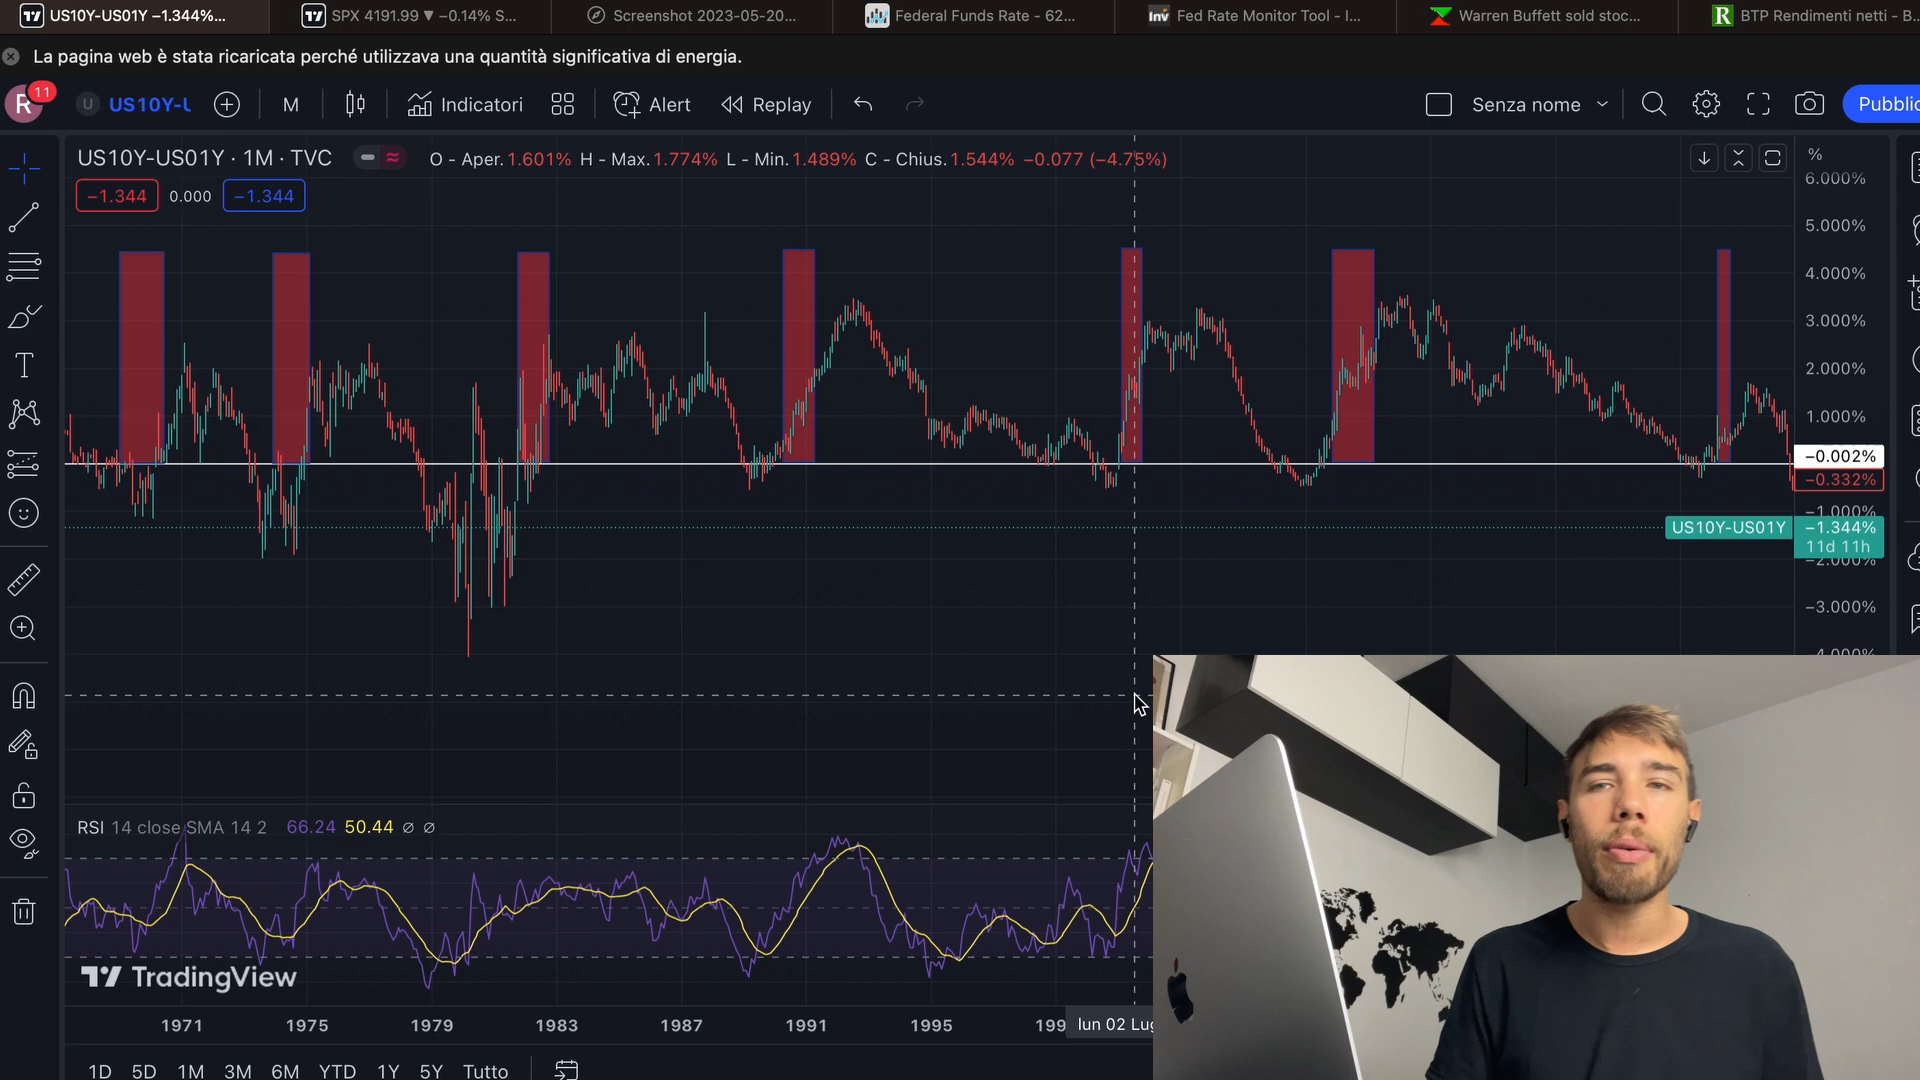 US10Y-US01Y −1.344%...
SPX 4191.99 ▼ −0.14% S...
Screenshot 2023-05-20...
Federal Funds Rate - 62...
Inv Fed Rate Monitor Tool - I...
Warren Buffett sold stoc...
R BTP Rendimenti netti - B...
La pagina web è stata ricaricata perché utilizzava una quantità significativa di energia.
R 11 U US10Y-U M Indicatori Alert Replay Senza nome Pubblic
US10Y-US01Y · 1M · TVC O - Aper. 1.601% H - Max. 1.774% L - Min. 1.489% C - Chius. 1.544% −0.077 (−4.75%)
−1.344 0.000 −1.344
%
6.000%
5.000%
4.000%
3.000%
2.000%
1.000%
−0.002%
−0.332%
−1.000%
US10Y-US01Y −1.344%
11d 11h
−2.000%
−3.000%
−4.000%
RSI 14 close SMA 14 2 66.24 50.44 ∅ ∅
TradingView
1971 1975 1979 1983 1987 1991 1995 199 lun 02 Lug
1D 5D 1M 3M 6M YTD 1Y 5Y Tutto